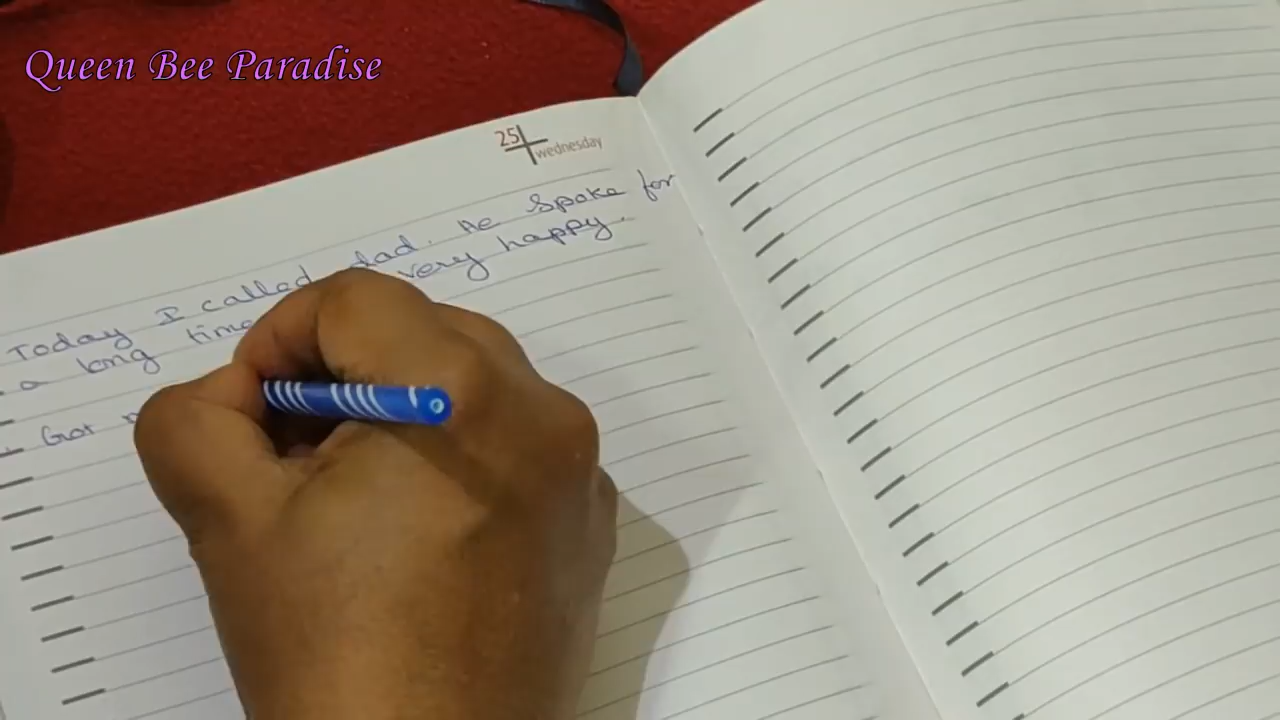 Queen Bee Paradise
25 wednesday
Today I called dad. He spoke for
a long time very happy.
Got